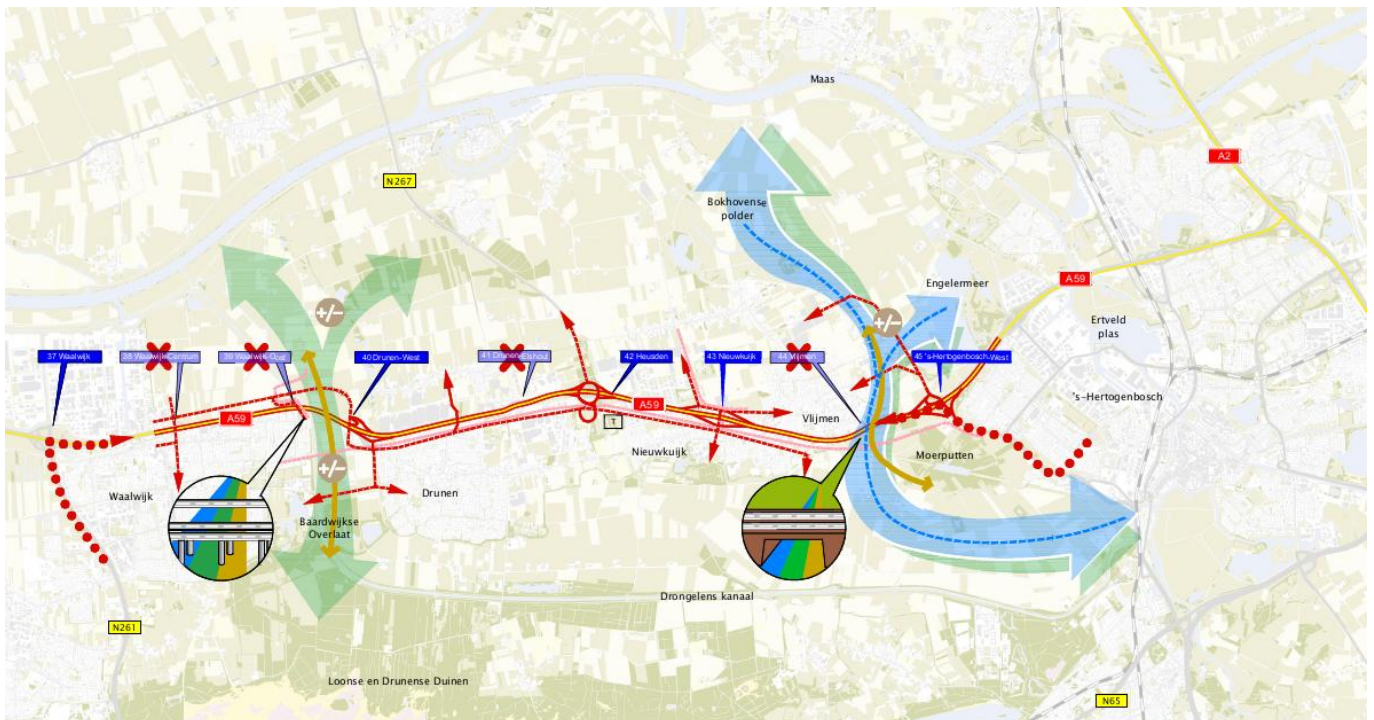 Maas
A2
N267
Bokhovense
polder
A59
Engelermeer
Ertveld
plas
+/-
+/-
37 Waalwijk
38 Waalwijk-Centrum
39 Waalwijk-Oost
40 Drunen-West
41 Drunen-Elshout
42 Heusden
43 Nieuwkuijk
44 Vlijmen
45 's-Hertogenbosch-West
's-Hertogenbosch
A59
A59
T
Vlijmen
Nieuwkuijk
Moerputten
+/-
Waalwijk
Drunen
Baardwijkse
Overlaat
Drongelens kanaal
N261
Loonse en Drunense Duinen
N65